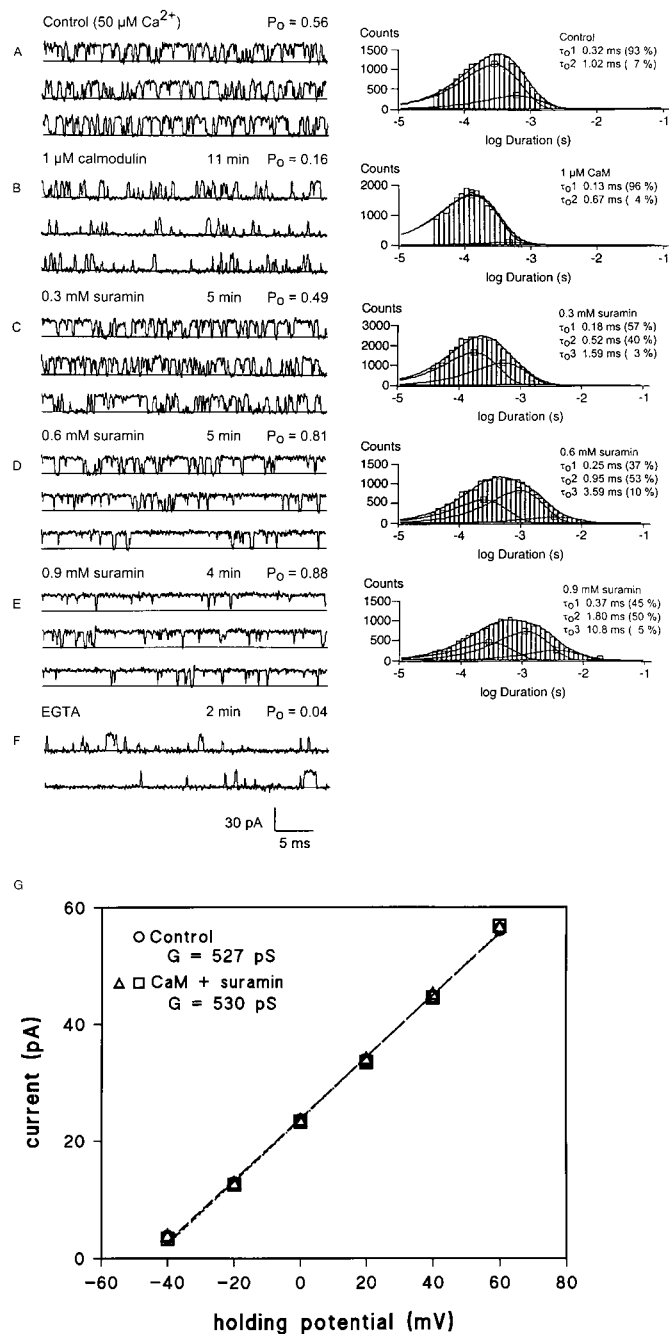 Control (50 µM Ca2+) Po = 0.56
A
1 µM calmodulin 11 min Po = 0.16
B
0.3 mM suramin 5 min Po = 0.49
C
0.6 mM suramin 5 min Po = 0.81
D
0.9 mM suramin 4 min Po = 0.88
E
EGTA 2 min Po = 0.04
F
30 pA
5 ms
Counts
1500
1000
500
0
-5 -4 -3 -2 -1
log Duration (s)
Control
τo1 0.32 ms (93 %)
τo2 1.02 ms ( 7 %)
Counts
2000
1000
0
-5 -4 -3 -2 -1
log Duration (s)
1 µM CaM
τo1 0.13 ms (96 %)
τo2 0.67 ms ( 4 %)
Counts
3000
2000
1000
0
-5 -4 -3 -2 -1
log Duration (s)
0.3 mM suramin
τo1 0.18 ms (57 %)
τo2 0.52 ms (40 %)
τo3 1.59 ms ( 3 %)
Counts
1500
1000
500
0
-5 -4 -3 -2 -1
log Duration (s)
0.6 mM suramin
τo1 0.25 ms (37 %)
τo2 0.95 ms (53 %)
τo3 3.59 ms (10 %)
Counts
1500
1000
500
0
-5 -4 -3 -2 -1
log Duration (s)
0.9 mM suramin
τo1 0.37 ms (45 %)
τo2 1.80 ms (50 %)
τo3 10.8 ms ( 5 %)
G
60
40
20
0
current (pA)
Control
G = 527 pS
CaM + suramin
G = 530 pS
-60 -40 -20 0 20 40 60 80
holding potential (mV)